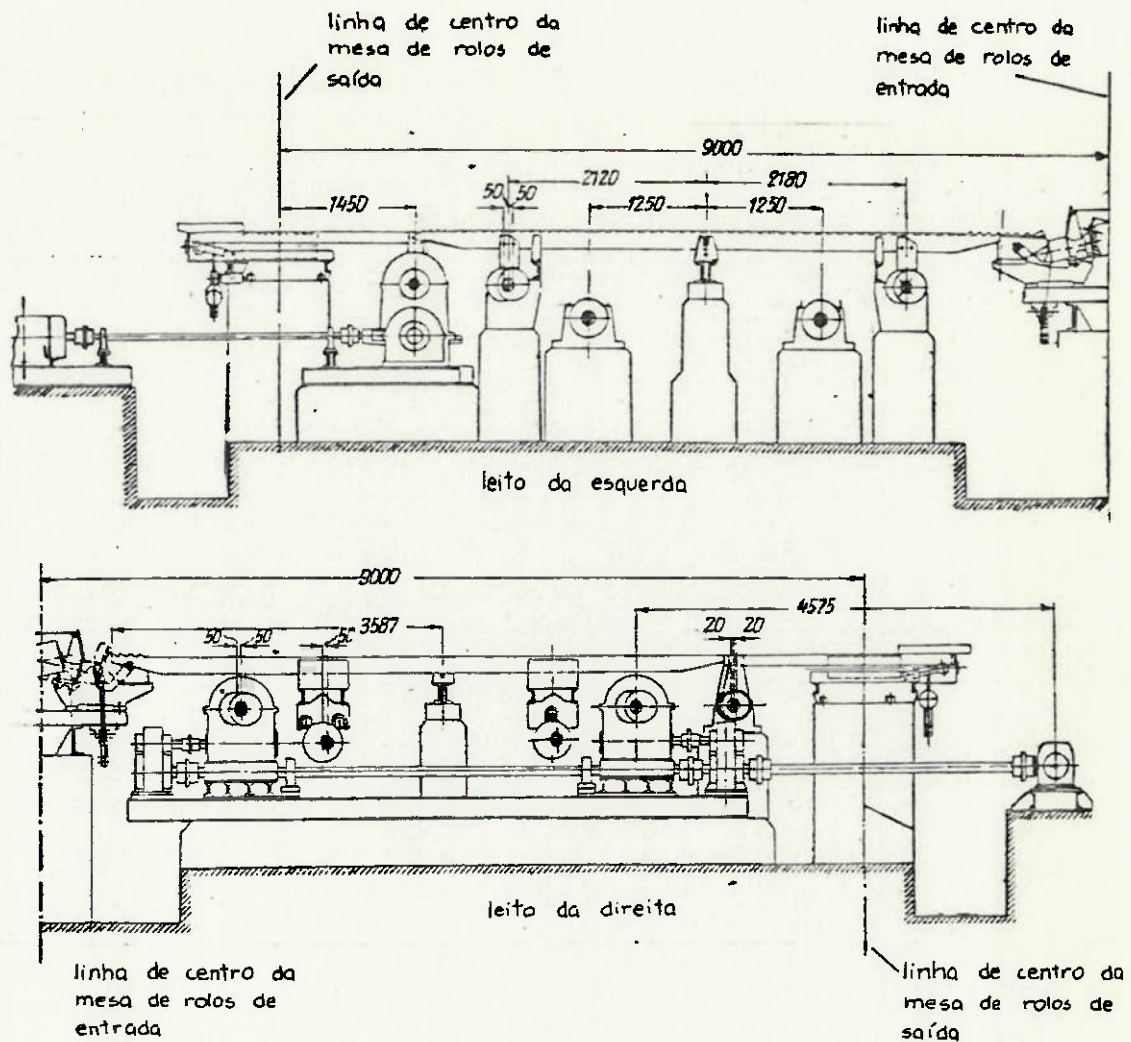 linha de centro da
mesa de rolos de
saída
linha de centro da
mesa de rolos de
entrada
9000
2120
2180
50 50
1450
1250
1250
leito da esquerda
9000
4575
50 50
3587
50
20 20
leito da direita
linha de centro da
mesa de rolos de
entrada
linha de centro da
mesa de rolos de
saída